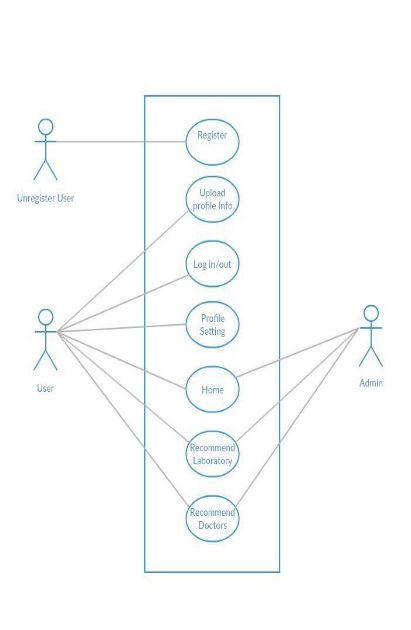 Register
Unregister User
Upload
profile Info
Log in/out
Profile
Setting
User
Admin
Home
Recommend
Laboratory
Recommend
Doctors